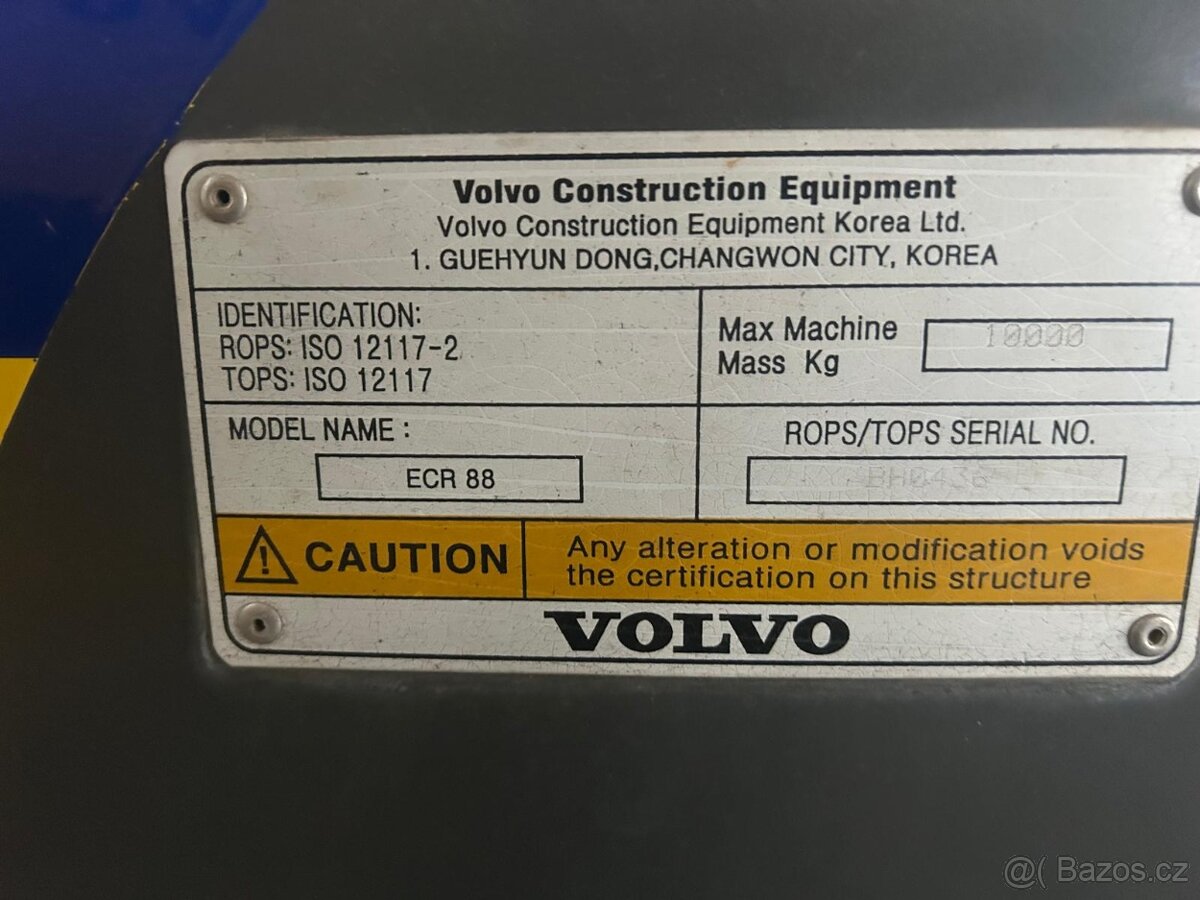 Volvo Construction Equipment
Volvo Construction Equipment Korea Ltd.
1. GUEHYUN DONG,CHANGWON CITY, KOREA
IDENTIFICATION:
ROPS: ISO 12117-2
TOPS: ISO 12117
Max Machine
Mass Kg
10000
MODEL NAME :
ECR 88
ROPS/TOPS SERIAL NO.
BH0436
CAUTION
Any alteration or modification voids
the certification on this structure
VOLVO
@( Bazos.cz